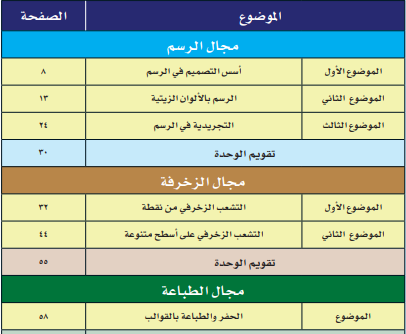 الموضوع الصفحة
مجال الرسم
الموضوع الأول أسس التصميم في الرسم ٨
الموضوع الثاني الرسم بالألوان الزيتية ١٣
الموضوع الثالث التجريدية في الرسم ٢٤
تقويم الوحدة ٣٠
مجال الزخرفة
الموضوع الأول التشعب الزخرفي من نقطة ٣٢
الموضوع الثاني التشعب الزخرفي على أسطح متنوعة ٤٤
تقويم الوحدة ٥٥
مجال الطباعة
الموضوع الحفر والطباعة بالقوالب ٥٨